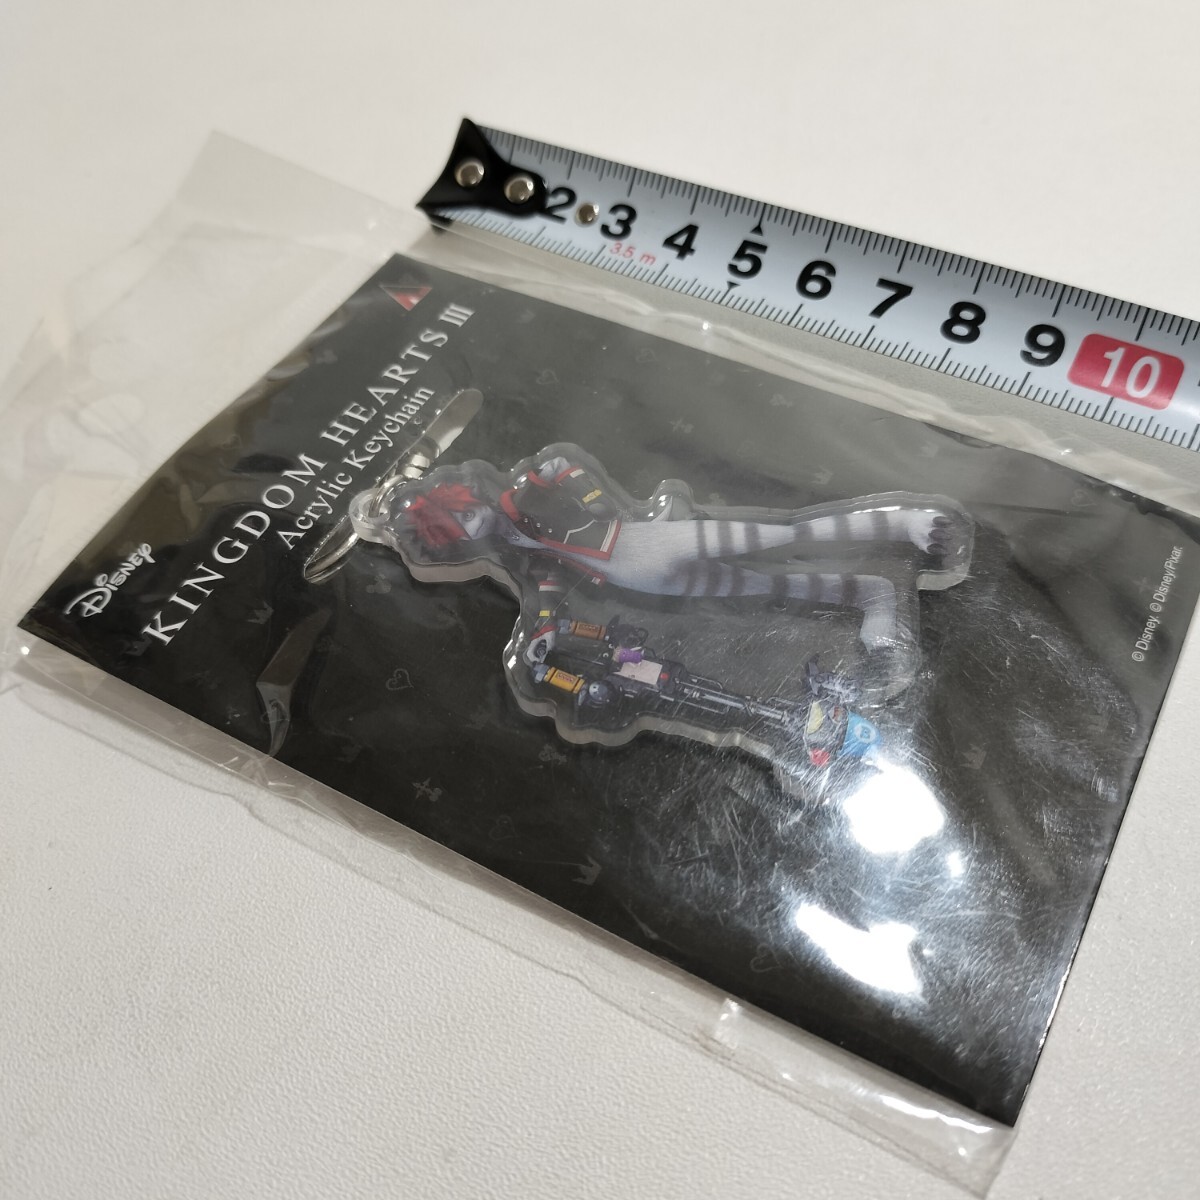 2 3 4 5 6 7 8 9 10
3.5 m
Disney
KINGDOM HEARTS III
Acrylic Keychain
© Disney. © Disney/Pixar.